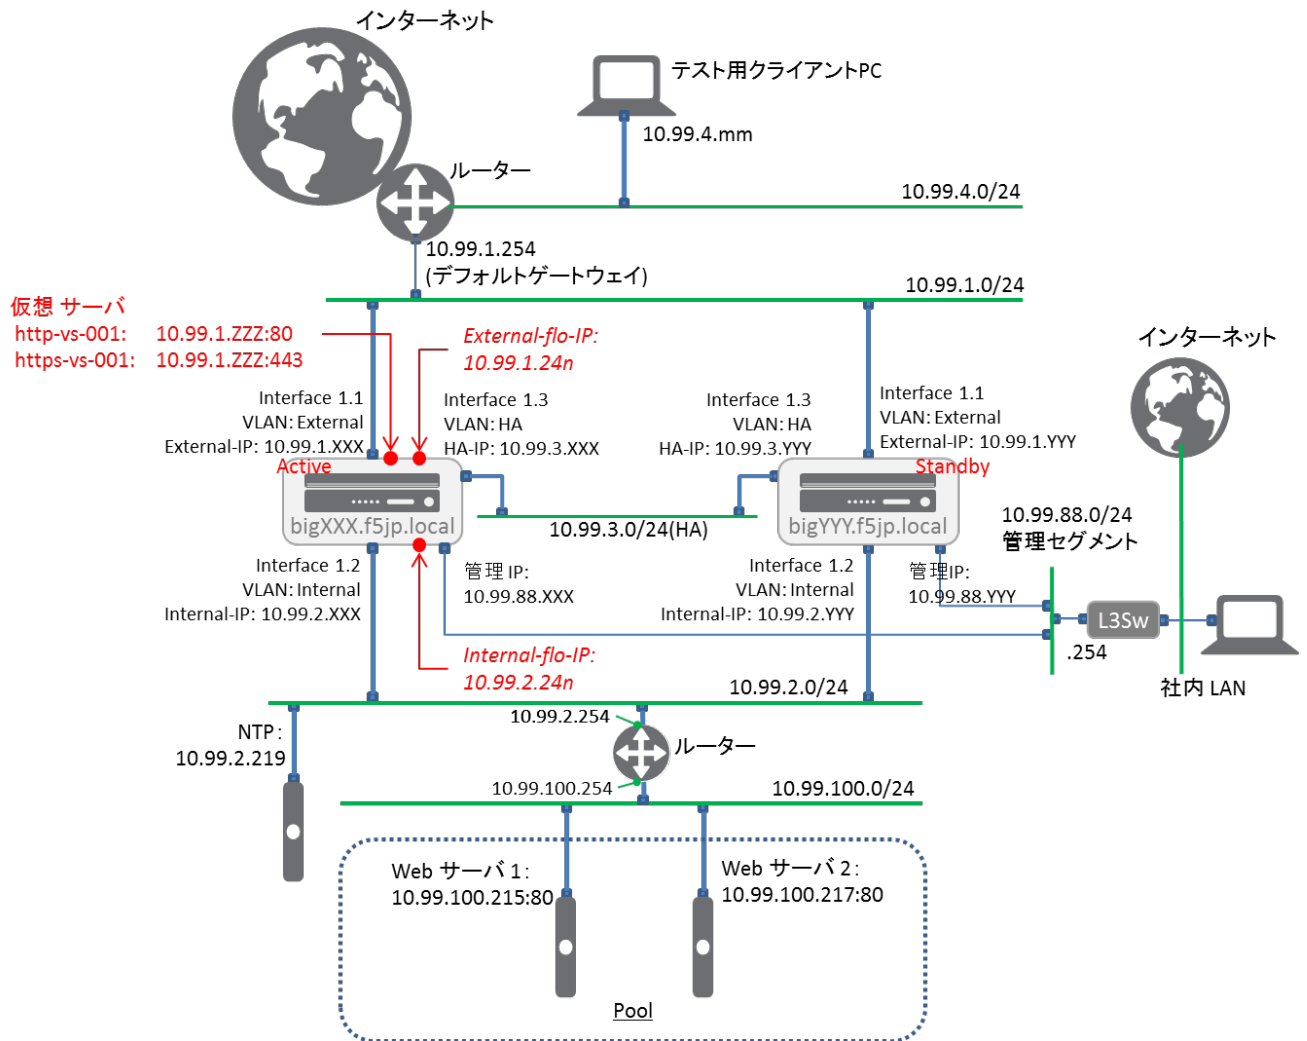 インターネット
テスト用クライアントPC
10.99.4.mm
ルーター
10.99.4.0/24
10.99.1.254
(デフォルトゲートウェイ)
10.99.1.0/24
仮想 サーバ
http-vs-001: 10.99.1.ZZZ:80
https-vs-001: 10.99.1.ZZZ:443
External-flo-IP:
10.99.1.24n
インターネット
Interface 1.1
VLAN: External
External-IP: 10.99.1.XXX
Interface 1.3
VLAN: HA
HA-IP: 10.99.3.XXX
Interface 1.3
VLAN: HA
HA-IP: 10.99.3.YYY
Interface 1.1
VLAN: External
External-IP: 10.99.1.YYY
Active
Standby
bigXXX.f5jp.local
10.99.3.0/24(HA)
bigYYY.f5jp.local
10.99.88.0/24
管理セグメント
Interface 1.2
VLAN: Internal
Internal-IP: 10.99.2.XXX
管理 IP:
10.99.88.XXX
Interface 1.2
VLAN: Internal
Internal-IP: 10.99.2.YYY
管理IP:
10.99.88.YYY
L3Sw
.254
社内 LAN
Internal-flo-IP:
10.99.2.24n
10.99.2.0/24
10.99.2.254
NTP:
10.99.2.219
ルーター
10.99.100.254
10.99.100.0/24
Web サーバ 1:
10.99.100.215:80
Web サーバ 2:
10.99.100.217:80
Pool